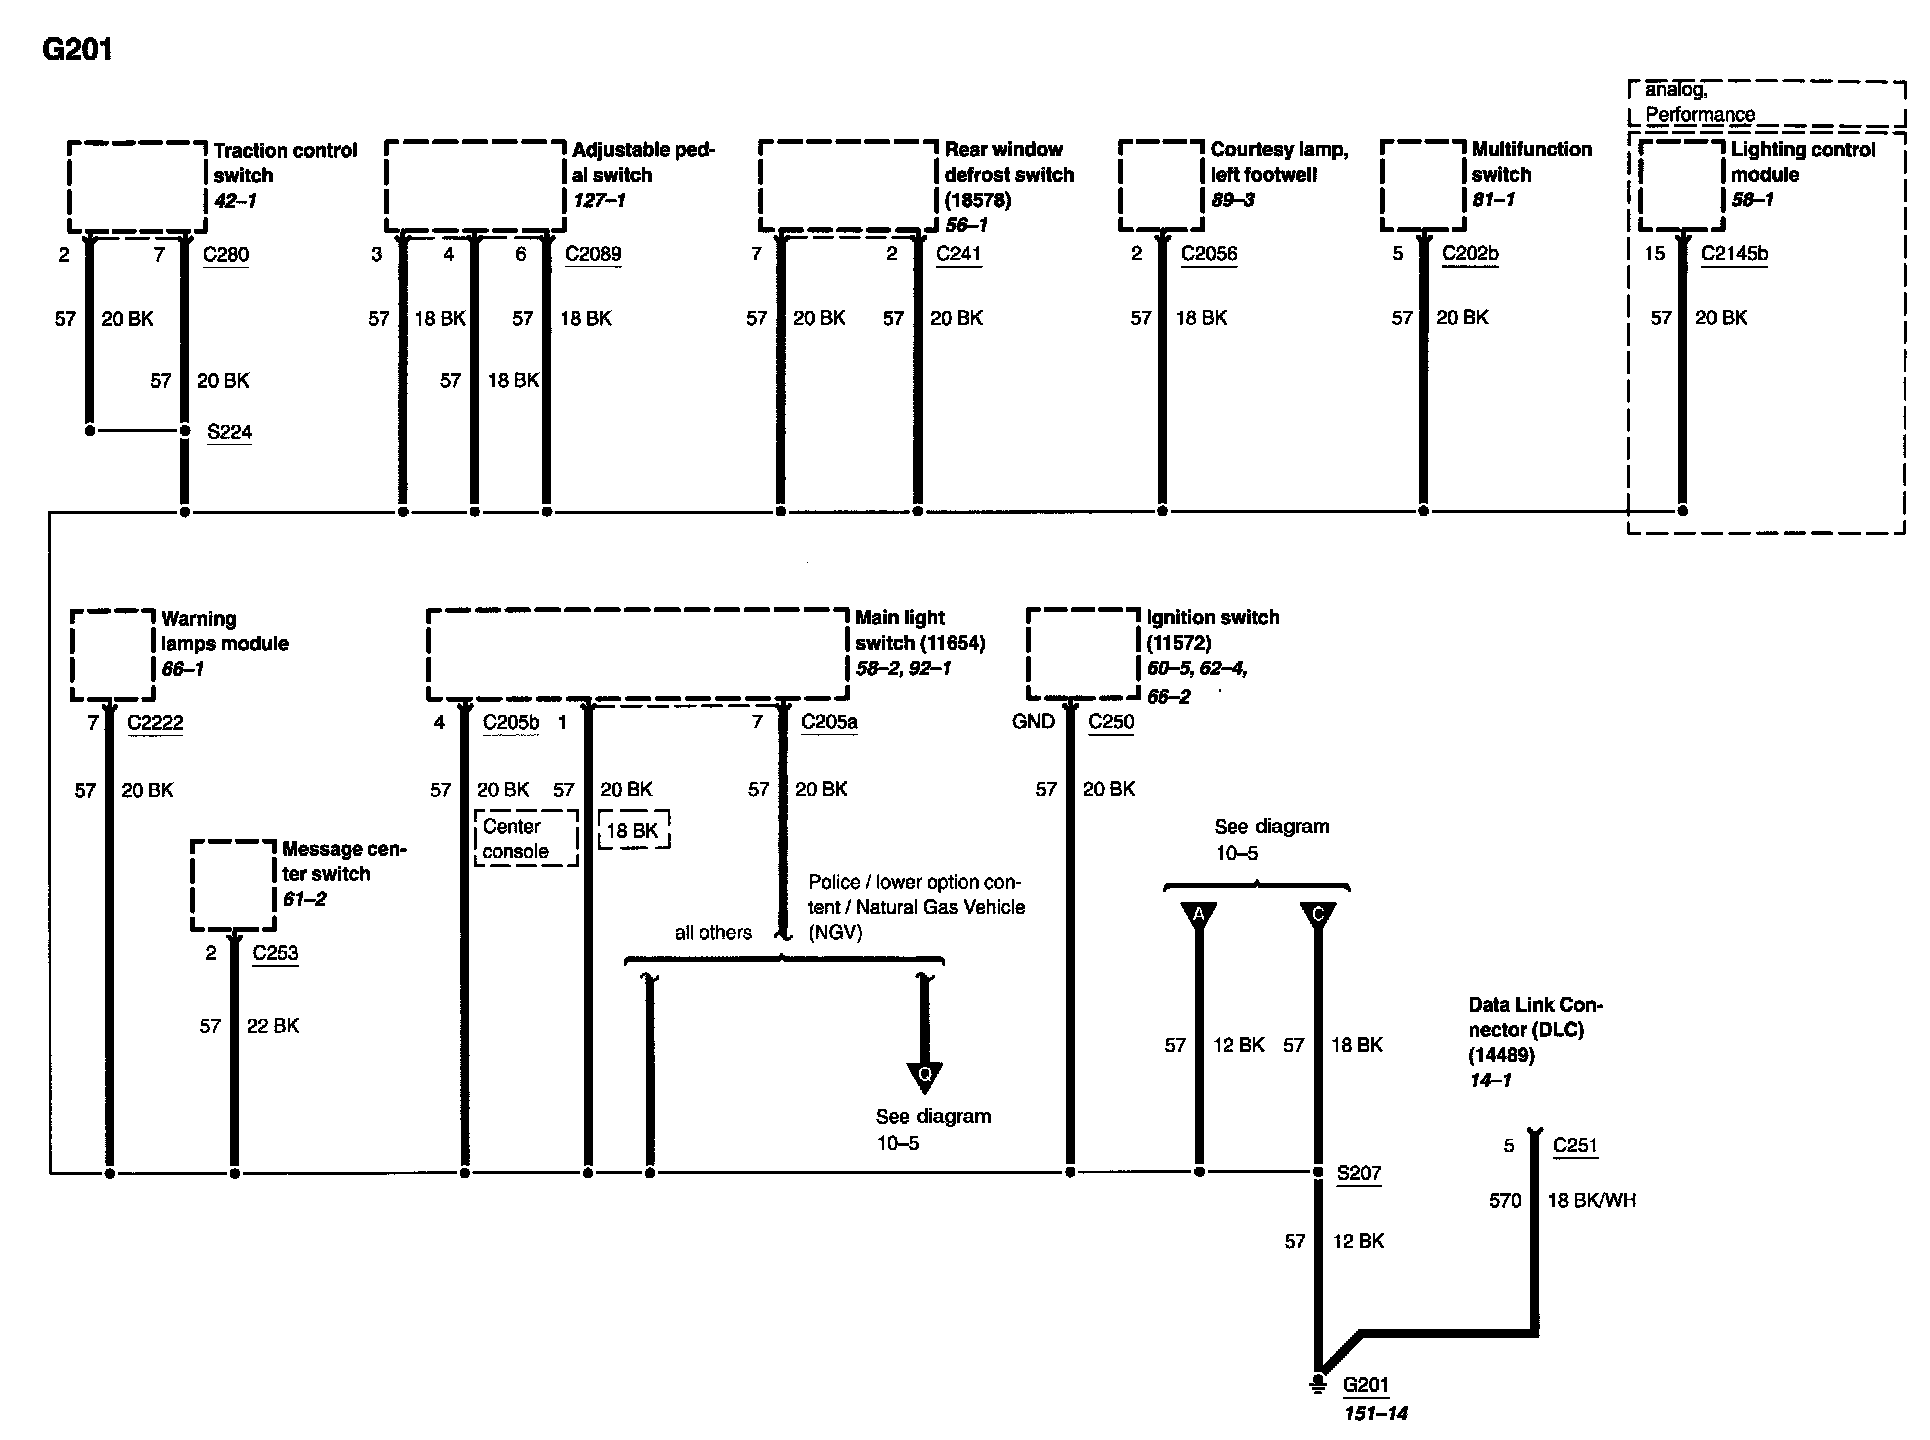 G201
analog,
Performance
Traction control
switch
42–1
Adjustable ped-
al switch
127–1
Rear window
defrost switch
(18578)
56–1
Courtesy lamp,
left footwell
89–3
Multifunction
switch
81–1
Lighting control
module
58–1
2 7 C280
3 4 6 C2089
7 2 C241
2 C2056
5 C202b
15 C2145b
57 20 BK
57 18 BK
57 18 BK
57 20 BK
57 20 BK
57 18 BK
57 20 BK
57 20 BK
57 20 BK
57 18 BK
S224
Warning
lamps module
66–1
Main light
switch (11654)
58–2, 92–1
Ignition switch
(11572)
60–5, 62–4,
66–2
7 C2222
4 C205b 1
7 C205a
GND C250
57 20 BK
57 20 BK
57 20 BK
57 20 BK
57 20 BK
Center
console
18 BK
See diagram
10–5
Message cen-
ter switch
61–2
Police / lower option con-
tent / Natural Gas Vehicle
(NGV)
all others
A
C
2 C253
57 22 BK
Data Link Con-
nector (DLC)
(14489)
14–1
57 12 BK
57 18 BK
Q
See diagram
10–5
5 C251
S207
570 18 BK/WH
57 12 BK
G201
151–14